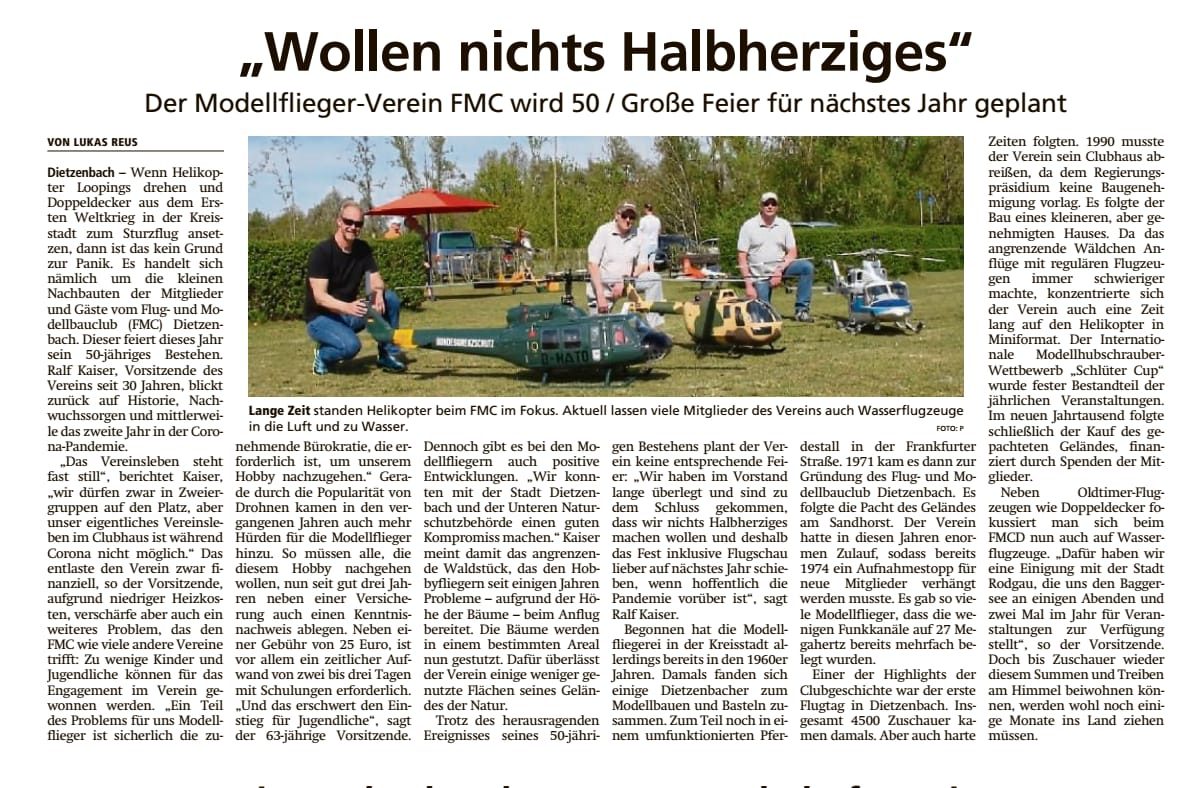 „Wollen nichts Halbherziges“
Der Modellflieger-Verein FMC wird 50 / Große Feier für nächstes Jahr geplant
VON LUKAS REUS
Dietzenbach – Wenn Helikop-
ter Loopings drehen und
Doppeldecker aus dem Ers-
ten Weltkrieg in der Kreis-
stadt zum Sturzflug anset-
zen, dann ist das kein Grund
zur Panik. Es handelt sich
nämlich um die kleinen
Nachbauten der Mitglieder
und Gäste vom Flug- und Mo-
dellbauclub (FMC) Dietzen-
bach. Dieser feiert dieses Jahr
sein 50-jähriges Bestehen.
Ralf Kaiser, Vorsitzende des
Vereins seit 30 Jahren, blickt
zurück auf Historie, Nach-
wuchssorgen und mittlerwei-
le das zweite Jahr in der Coro-
na-Pandemie.
„Das Vereinsleben steht
fast still“, berichtet Kaiser,
„wir dürfen zwar in Zweier-
gruppen auf den Platz, aber
unser eigentliches Vereinsle-
ben im Clubhaus ist während
Corona nicht möglich.“ Das
entlaste den Verein zwar fi-
nanziell, so der Vorsitzende,
aufgrund niedriger Heizkos-
ten, verschärfe aber auch ein
weiteres Problem, das den
FMC wie viele andere Vereine
trifft: Zu wenige Kinder und
Jugendliche können für das
Engagement im Verein ge-
wonnen werden. „Ein Teil
des Problems für uns Modell-
flieger ist sicherlich die zu-
BUNDESGRENZSCHUTZ
D-HATO
Lange Zeit standen Helikopter beim FMC im Fokus. Aktuell lassen viele Mitglieder des Vereins auch Wasserflugzeuge
in die Luft und zu Wasser.
FOTO: P
nehmende Bürokratie, die er-
forderlich ist, um unserem
Hobby nachzugehen.“ Gera-
de durch die Popularität von
Drohnen kamen in den ver-
gangenen Jahren auch mehr
Hürden für die Modellflieger
hinzu. So müssen alle, die
diesem Hobby nachgehen
wollen, nun seit gut drei Jah-
ren neben einer Versiche-
rung auch einen Kenntnis-
nachweis ablegen. Neben ei-
ner Gebühr von 25 Euro, ist
vor allem ein zeitlicher Auf-
wand von zwei bis drei Tagen
mit Schulungen erforderlich.
„Und das erschwert den Ein-
stieg für Jugendliche“, sagt
der 63-jährige Vorsitzende.
Dennoch gibt es bei den Mo-
dellfliegern auch positive
Entwicklungen. „Wir konn-
ten mit der Stadt Dietzen-
bach und der Unteren Natur-
schutzbehörde einen guten
Kompromiss machen.“ Kaiser
meint damit das angrenzen-
de Waldstück, das den Hob-
byfliegern seit einigen Jahren
Probleme – aufgrund der Hö-
he der Bäume – beim Anflug
bereitet. Die Bäume werden
in einem bestimmten Areal
nun gestutzt. Dafür überlässt
der Verein einige weniger ge-
nutzte Flächen seines Gelän-
des der Natur.
Trotz des herausragenden
Ereignisses seines 50-jähri-
gen Bestehens plant der Ver-
ein keine entsprechende Fei-
er: „Wir haben im Vorstand
lange überlegt und sind zu
dem Schluss gekommen,
dass wir nichts Halbherziges
machen wollen und deshalb
das Fest inklusive Flugschau
lieber auf nächstes Jahr schie-
ben, wenn hoffentlich die
Pandemie vorüber ist“, sagt
Ralf Kaiser.
Begonnen hat die Modell-
fliegerei in der Kreisstadt al-
lerdings bereits in den 1960er
Jahren. Damals fanden sich
einige Dietzenbacher zum
Modellbauen und Basteln zu-
sammen. Zum Teil noch in ei-
nem umfunktionierten Pfer-
destall in der Frankfurter
Straße. 1971 kam es dann zur
Gründung des Flug- und Mo-
dellbauclub Dietzenbach. Es
folgte die Pacht des Geländes
am Sandhorst. Der Verein
hatte in diesen Jahren enor-
men Zulauf, sodass bereits
1974 ein Aufnahmestopp für
neue Mitglieder verhängt
werden musste. Es gab so vie-
le Modellflieger, dass die we-
nigen Funkkanäle auf 27 Me-
gahertz bereits mehrfach be-
legt wurden.
Einer der Highlights der
Clubgeschichte war der erste
Flugtag in Dietzenbach. Ins-
gesamt 4500 Zuschauer ka-
men damals. Aber auch harte
Zeiten folgten. 1990 musste
der Verein sein Clubhaus ab-
reißen, da dem Regierungs-
präsidium keine Baugeneh-
migung vorlag. Es folgte der
Bau eines kleineren, aber ge-
nehmigten Hauses. Da das
angrenzende Wäldchen An-
flüge mit regulären Flugzeu-
gen immer schwieriger
machte, konzentrierte sich
der Verein auch eine Zeit
lang auf den Helikopter in
Miniformat. Der Internatio-
nale Modellhubschrauber-
Wettbewerb „Schlüter Cup“
wurde fester Bestandteil der
jährlichen Veranstaltungen.
Im neuen Jahrtausend folgte
schließlich der Kauf des ge-
pachteten Geländes, finan-
ziert durch Spenden der Mit-
glieder.
Neben Oldtimer-Flug-
zeugen wie Doppeldecker fo-
kussiert man sich beim
FMCD nun auch auf Wasser-
flugzeuge. „Dafür haben wir
eine Einigung mit der Stadt
Rodgau, die uns den Bagger-
see an einigen Abenden und
zwei Mal im Jahr für Veran-
staltungen zur Verfügung
stellt“, so der Vorsitzende.
Doch bis Zuschauer wieder
diesem Summen und Treiben
am Himmel beiwohnen kön-
nen, werden wohl noch eini-
ge Monate ins Land ziehen
müssen.